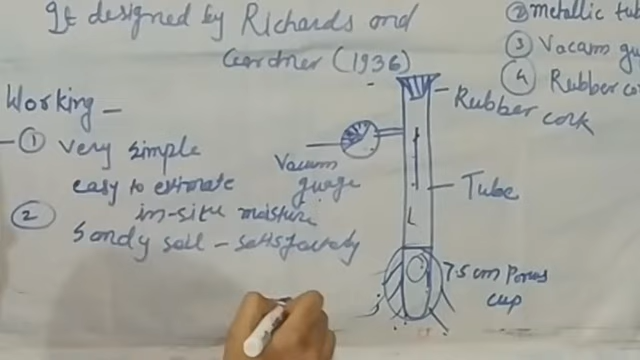 It designed by Richards and
Gardner (1936)
② metallic tub
③ Vacam gu
④ Rubber co
Working -
① very simple
easy to estimate
in-situ moisture
② Sandy soil - satisfactory
Rubber cork
Vacum
guage
Tube
7.5 cm Porus
cup